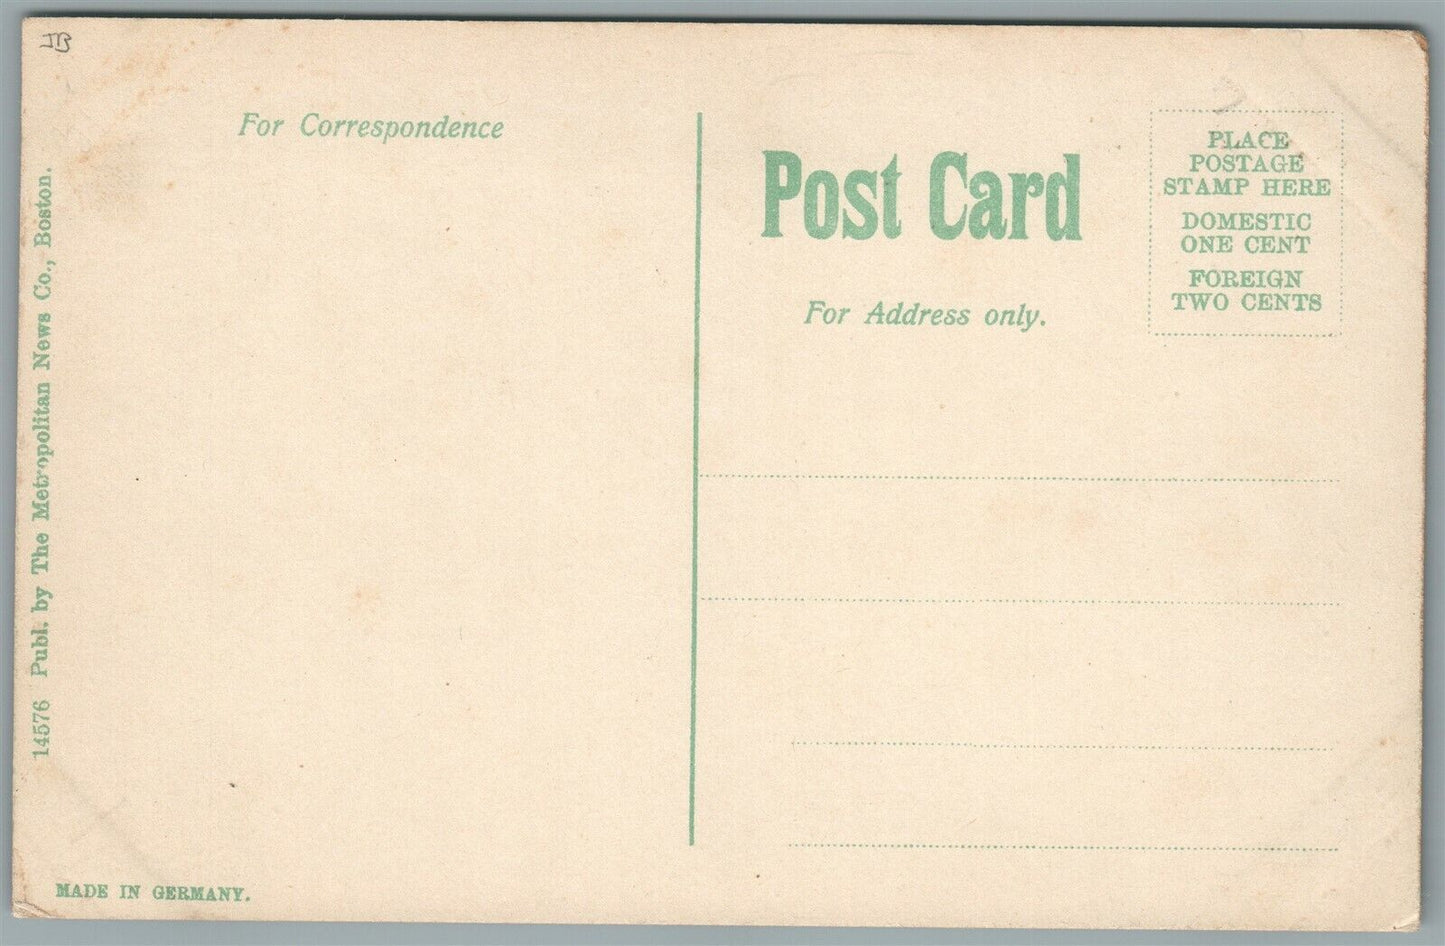 JB
For Correspondence
Post Card
For Address only.
PLACE
POSTAGE
STAMP HERE
DOMESTIC
ONE CENT
FOREIGN
TWO CENTS
14576 Publ. by The Metropolitan News Co., Boston.
MADE IN GERMANY.